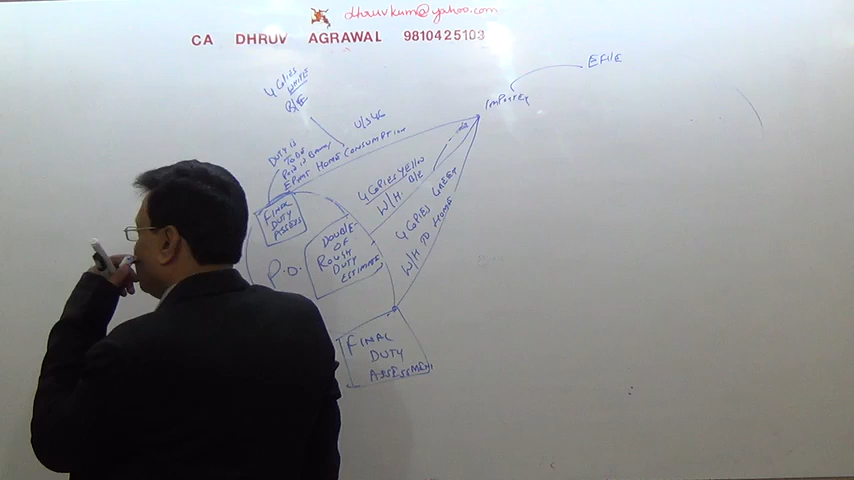 dhruvkum@yahoo.com
CA DHRUV AGRAWAL 9810425103
EFILE
IMPORTER
4 COPIES
WHITE
B/E
U/S 46
HOME CONSUMPTION
DUTY IS
TO BE
PAID IN BANK
FINAL
DUTY
ASSESS
4 COPIES YELLOW
W/H. B/E
4 COPIES GREEN
W/H TO HOME
DOUBLE
OF
ROUGH
DUTY
ESTIMATE
P.D.
FINAL
DUTY
ASSESSMENT